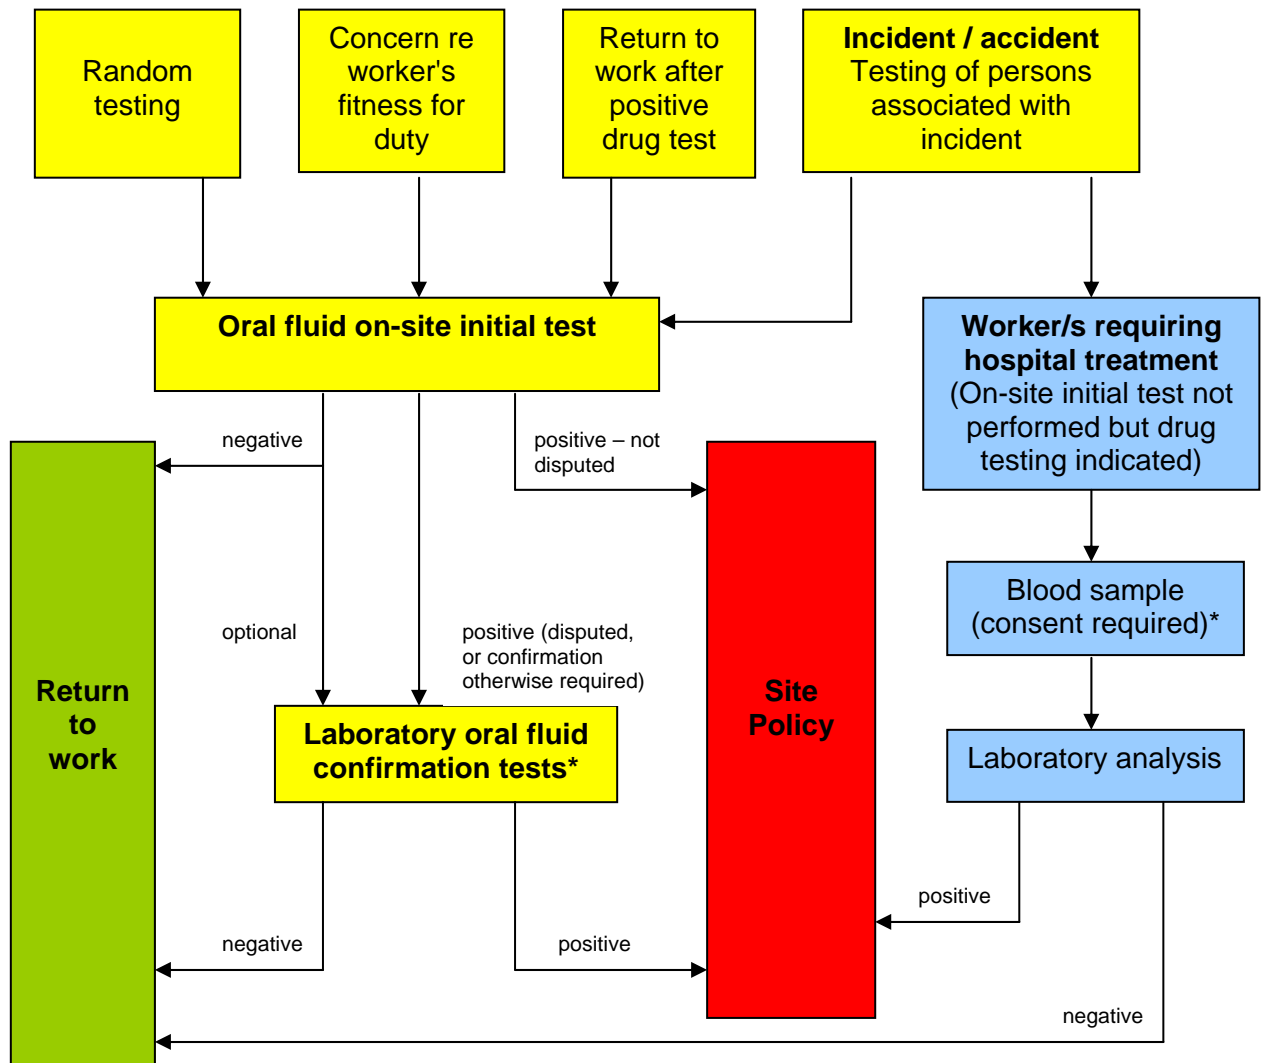 Random
testing
Concern re
worker's
fitness for
duty
Return to
work after
positive
drug test
Incident / accident
Testing of persons
associated with
incident
Oral fluid on-site initial test
Worker/s requiring
hospital treatment
(On-site initial test not
performed but drug
testing indicated)
negative
positive – not
disputed
Blood sample
(consent required)*
optional
positive (disputed,
or confirmation
otherwise required)
Return
to
work
Site
Policy
Laboratory oral fluid
confirmation tests*
Laboratory analysis
positive
negative
positive
negative